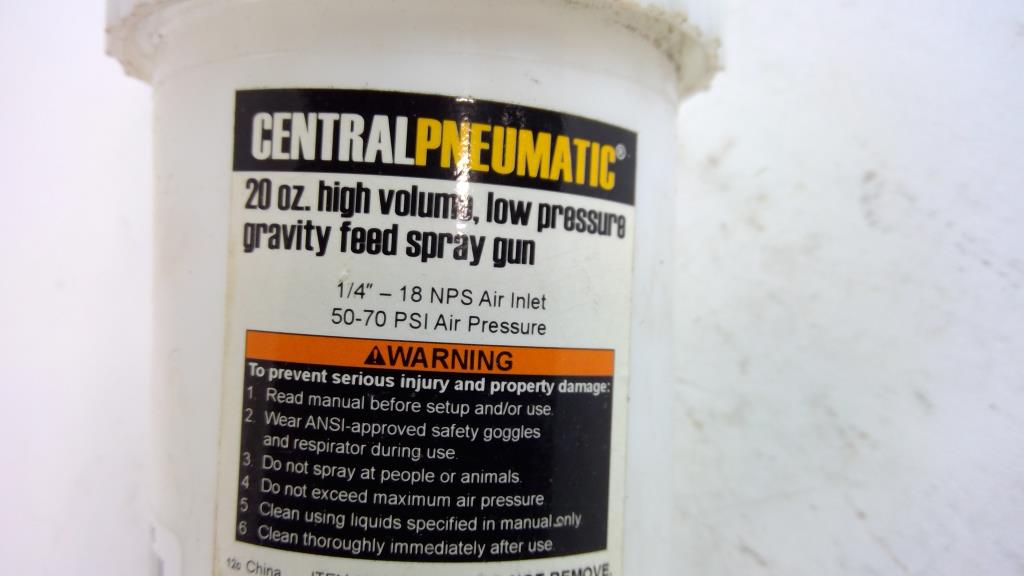 CENTRALPNEUMATIC®
20 oz. high volume, low pressure
gravity feed spray gun
1/4" – 18 NPS Air Inlet
50-70 PSI Air Pressure
⚠WARNING
To prevent serious injury and property damage:
1. Read manual before setup and/or use.
2. Wear ANSI-approved safety goggles
and respirator during use.
3. Do not spray at people or animals.
4. Do not exceed maximum air pressure.
5. Clean using liquids specified in manual only
6. Clean thoroughly immediately after use.
China NOT REMOVE.